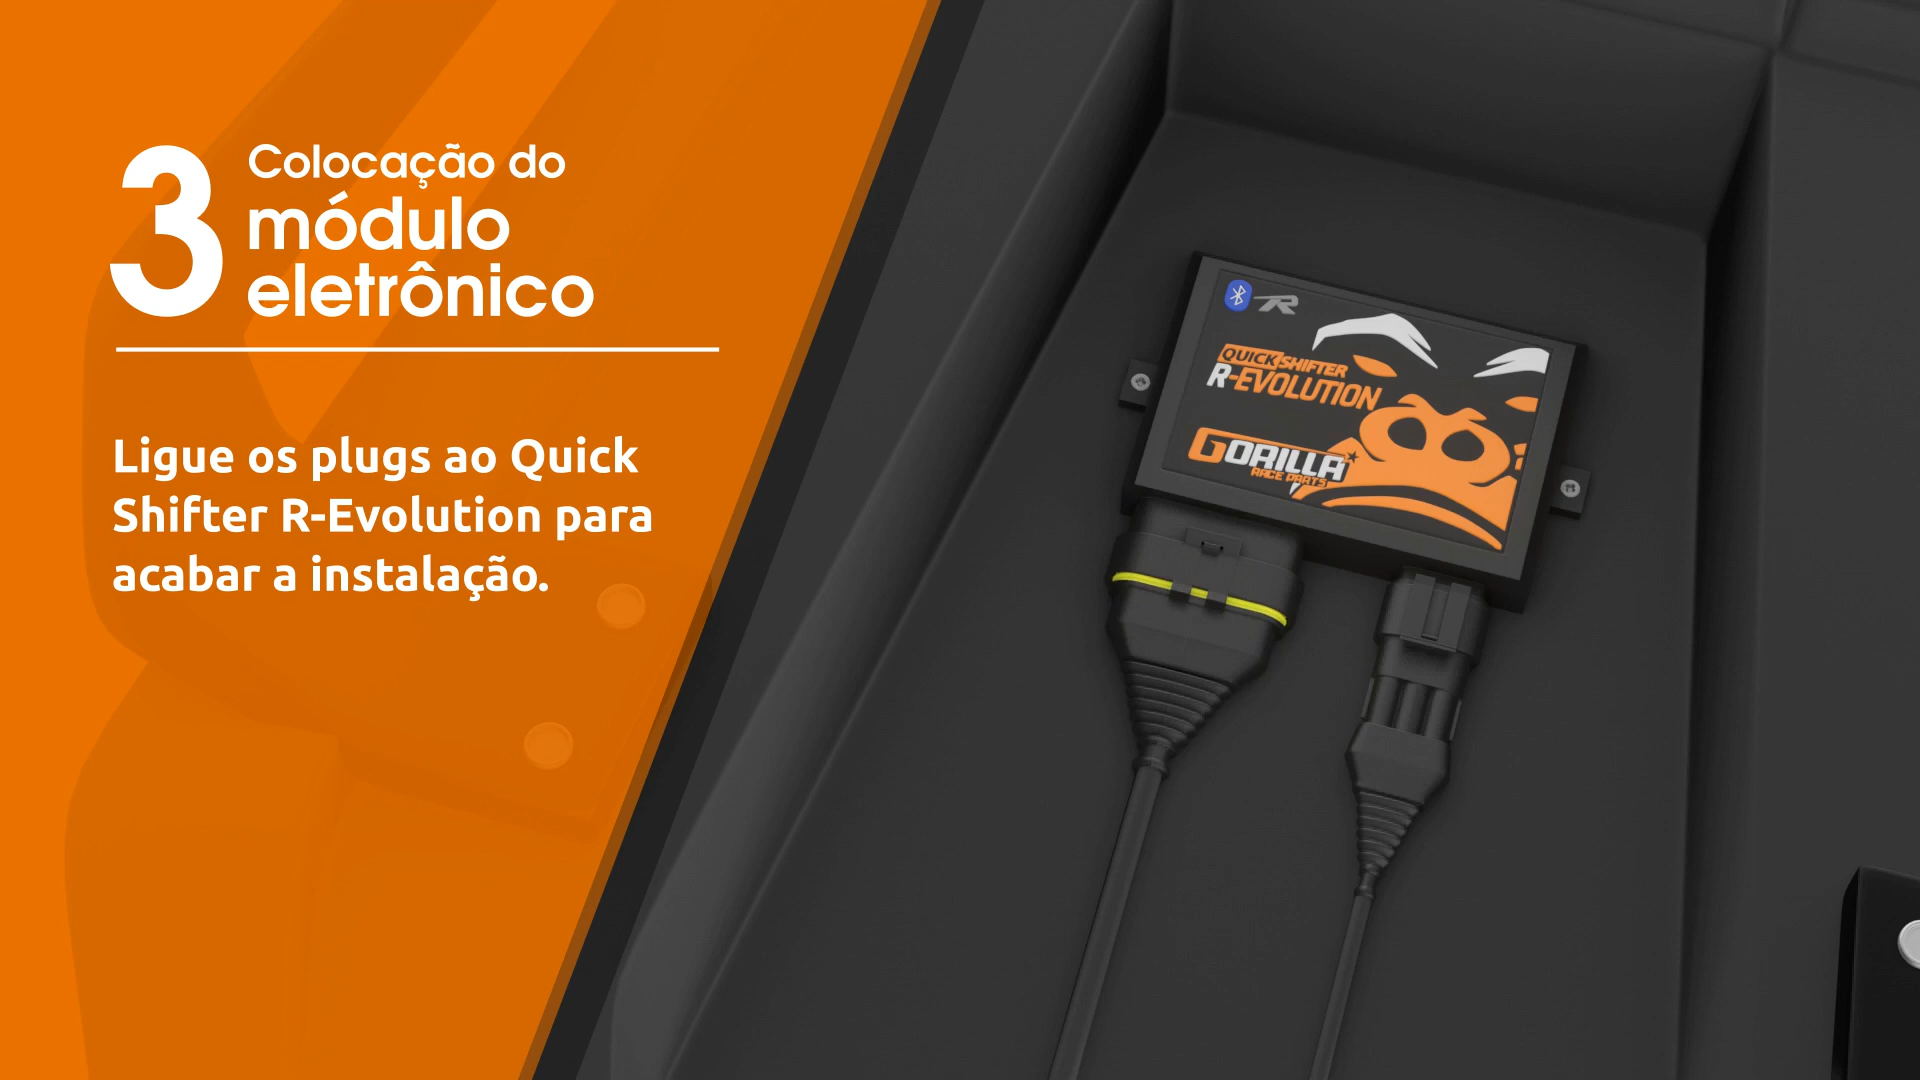 3
Colocação do
módulo
eletrônico
Ligue os plugs ao Quick
Shifter R-Evolution para
acabar a instalação.
R
QUICK SHIFTER
R-EVOLUTION
GORILLA
RACE PARTS